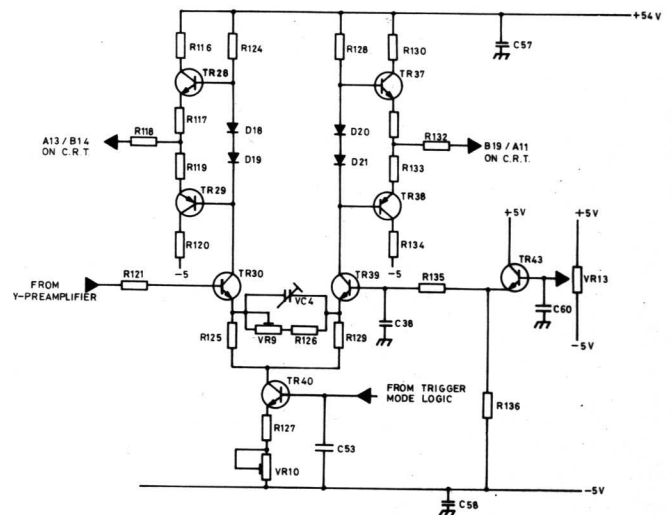 +54V
R116
R124
R128
R130
C57
TR28
TR37
R117
D18
D20
A13/B14
ON C.R.T.
R118
R132
B19/A11
ON C.R.T.
R119
D19
D21
R133
TR29
TR38
+5V
+5V
R120
R134
-5
-5
TR43
FROM
Y-PREAMPLIFIER
R121
TR30
TR39
R135
VR13
VC4
C60
R125
VR9
R126
R129
C38
-5V
TR40
FROM TRIGGER
MODE LOGIC
R136
R127
C53
VR10
-5V
C58